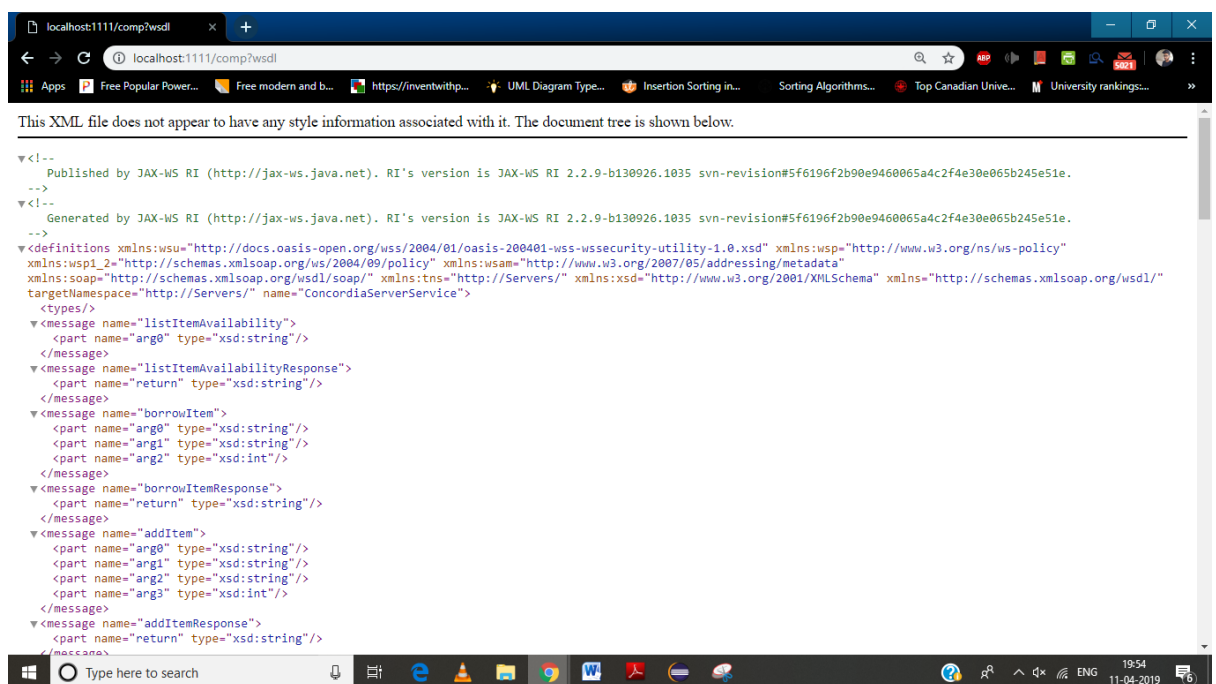 localhost:1111/comp?wsdl
localhost:1111/comp?wsdl
ABP
5021
Apps
Free Popular Power...
Free modern and b...
https://inventwithp...
UML Diagram Type...
Insertion Sorting in...
Sorting Algorithms...
Top Canadian Unive...
University rankings:...
»
This XML file does not appear to have any style information associated with it. The document tree is shown below.
▼<!--
Published by JAX-WS RI (http://jax-ws.java.net). RI's version is JAX-WS RI 2.2.9-b130926.1035 svn-revision#5f6196f2b90e9460065a4c2f4e30e065b245e51e.
-->
▼<!--
Generated by JAX-WS RI (http://jax-ws.java.net). RI's version is JAX-WS RI 2.2.9-b130926.1035 svn-revision#5f6196f2b90e9460065a4c2f4e30e065b245e51e.
-->
▼<definitions xmlns:wsu="http://docs.oasis-open.org/wss/2004/01/oasis-200401-wss-wssecurity-utility-1.0.xsd" xmlns:wsp="http://www.w3.org/ns/ws-policy"
xmlns:wsp1_2="http://schemas.xmlsoap.org/ws/2004/09/policy" xmlns:wsam="http://www.w3.org/2007/05/addressing/metadata"
xmlns:soap="http://schemas.xmlsoap.org/wsdl/soap/" xmlns:tns="http://Servers/" xmlns:xsd="http://www.w3.org/2001/XMLSchema" xmlns="http://schemas.xmlsoap.org/wsdl/"
targetNamespace="http://Servers/" name="ConcordiaServerService">
<types/>
▼<message name="listItemAvailability">
<part name="arg0" type="xsd:string"/>
</message>
▼<message name="listItemAvailabilityResponse">
<part name="return" type="xsd:string"/>
</message>
▼<message name="borrowItem">
<part name="arg0" type="xsd:string"/>
<part name="arg1" type="xsd:string"/>
<part name="arg2" type="xsd:int"/>
</message>
▼<message name="borrowItemResponse">
<part name="return" type="xsd:string"/>
</message>
▼<message name="addItem">
<part name="arg0" type="xsd:string"/>
<part name="arg1" type="xsd:string"/>
<part name="arg2" type="xsd:string"/>
<part name="arg3" type="xsd:int"/>
</message>
▼<message name="addItemResponse">
<part name="return" type="xsd:string"/>
</message>
Type here to search
ENG
19:54
11-04-2019